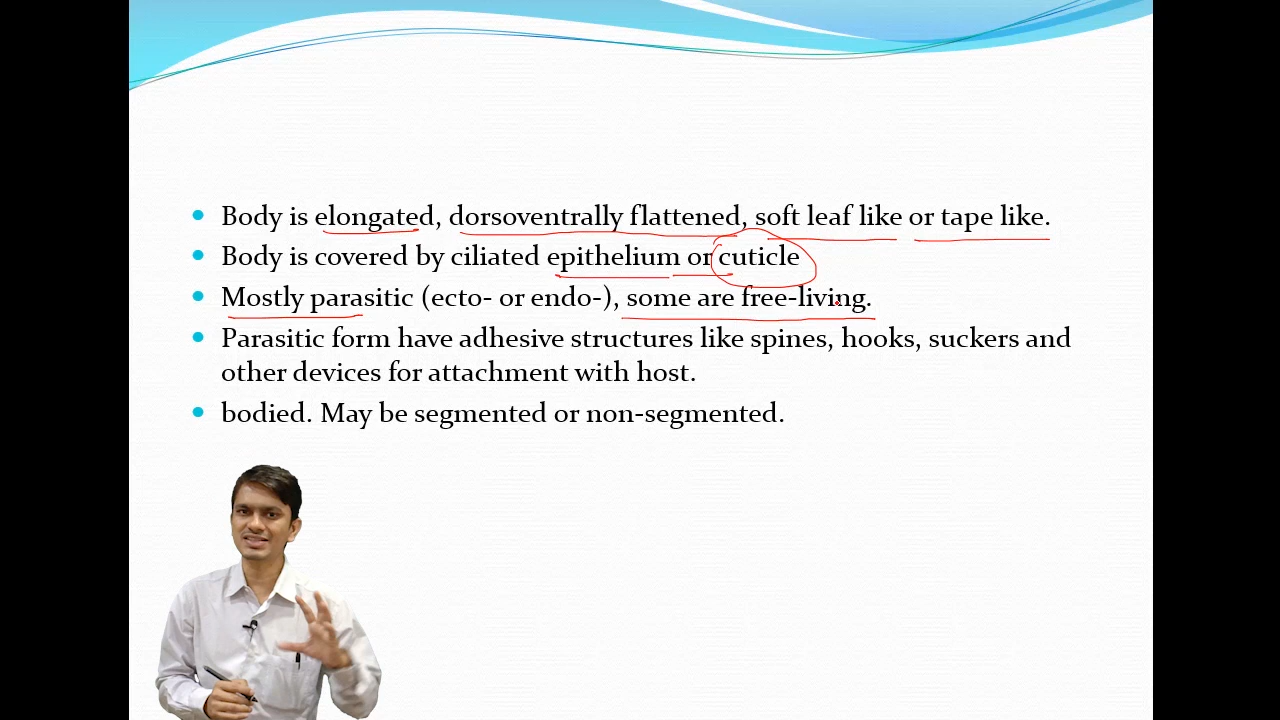 Body is elongated, dorsoventrally flattened, soft leaf like or tape like.
Body is covered by ciliated epithelium or cuticle
Mostly parasitic (ecto- or endo-), some are free-living.
Parasitic form have adhesive structures like spines, hooks, suckers and
other devices for attachment with host.
bodied. May be segmented or non-segmented.